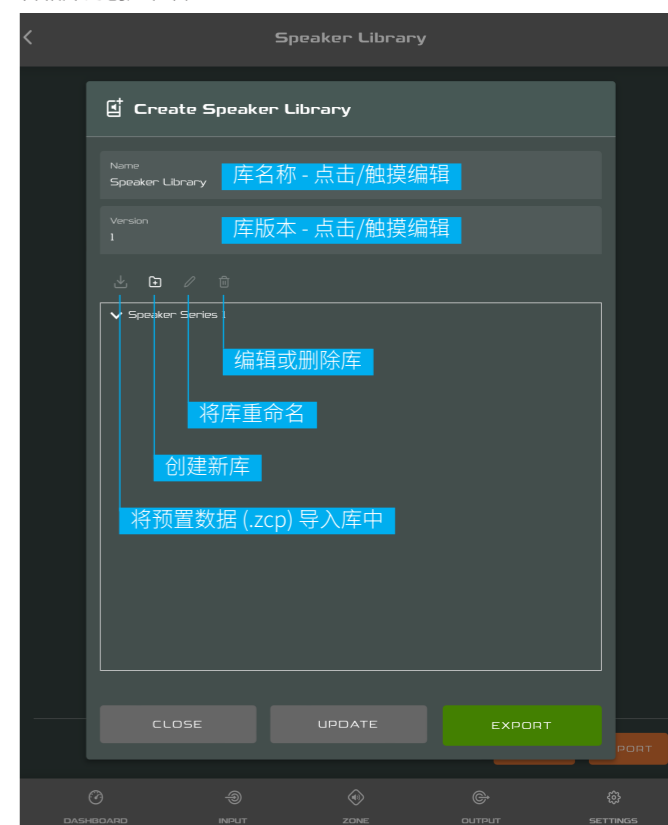 Speaker Library
Create Speaker Library
Name
Speaker Library
库名称 - 点击/触摸编辑
Version
1
库版本 - 点击/触摸编辑
Speaker Series 1
编辑或删除库
将库重命名
创建新库
将预置数据 (.zcp) 导入库中
CLOSE
UPDATE
EXPORT
PORT
DASHBOARD
INPUT
ZONE
OUTPUT
SETTINGS